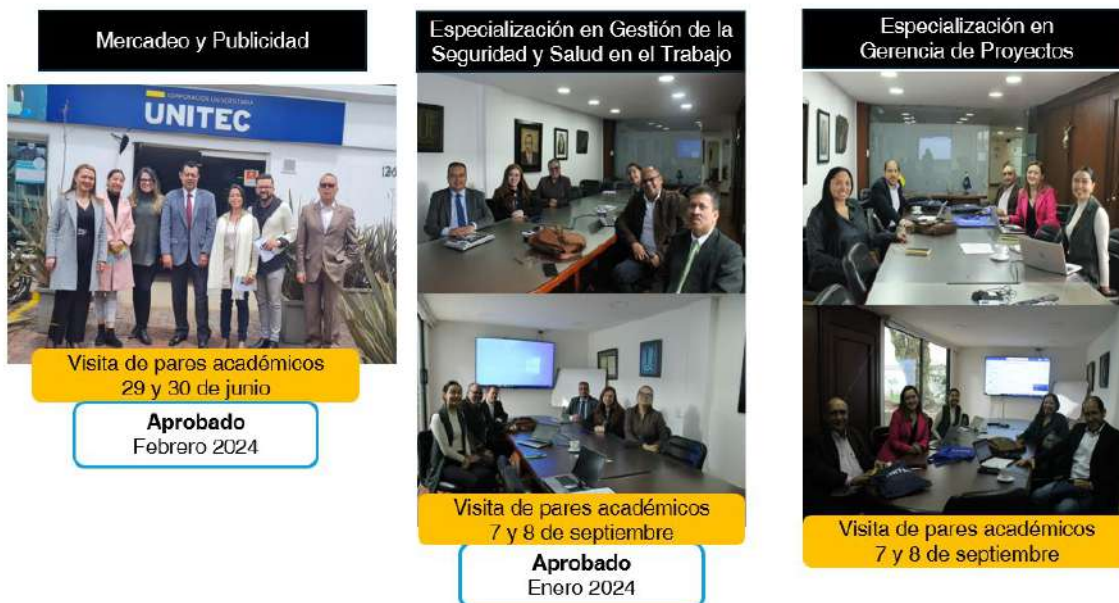 Mercadeo y Publicidad
CORPORACIÓN UNIVERSITARIA
UNITEC
Visita de pares académicos
29 y 30 de junio
Aprobado
Febrero 2024
Especialización en Gestión de la
Seguridad y Salud en el Trabajo
Visita de pares académicos
7 y 8 de septiembre
Aprobado
Enero 2024
Especialización en
Gerencia de Proyectos
Visita de pares académicos
7 y 8 de septiembre